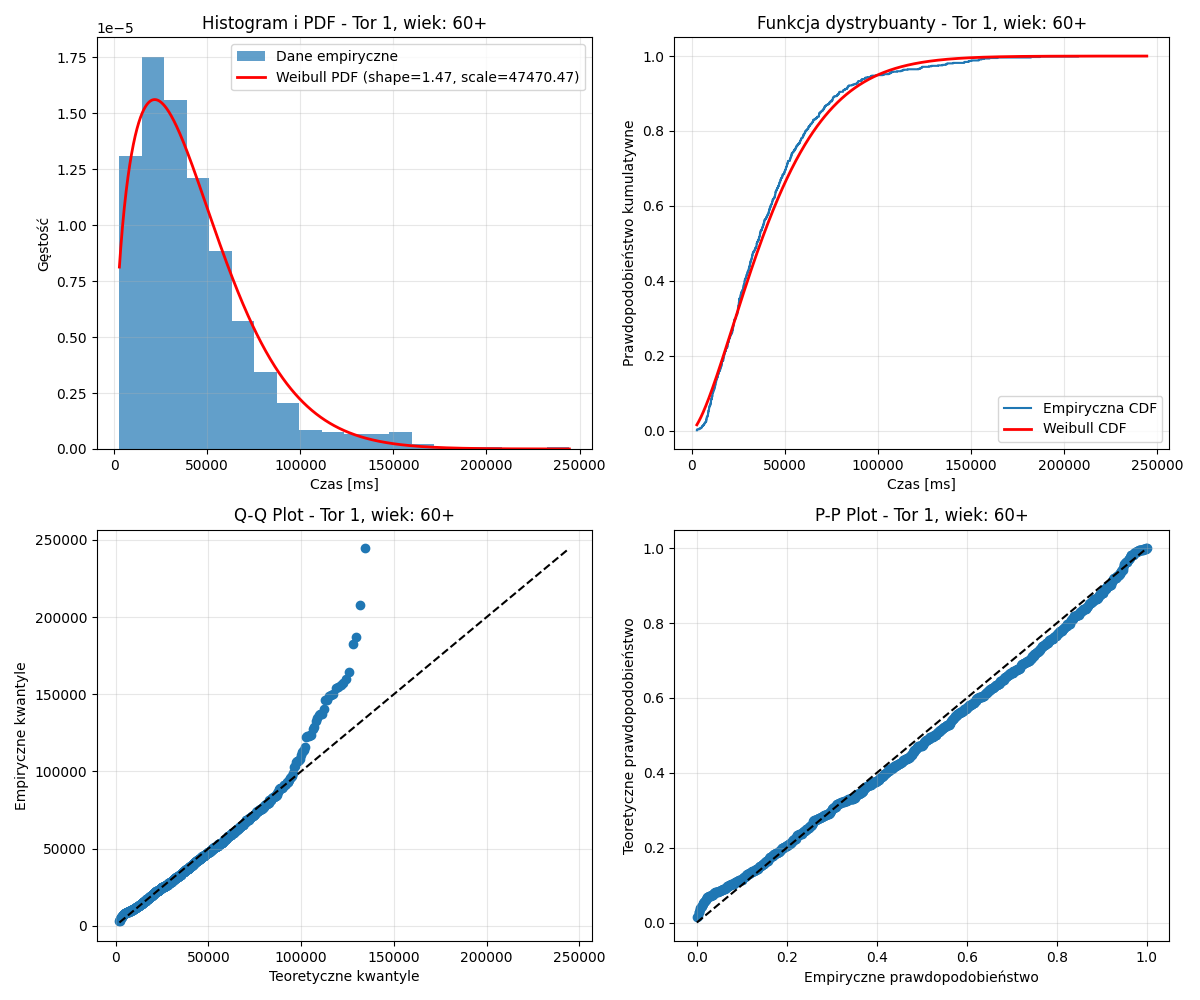 Histogram i PDF - Tor 1, wiek: 60+
1e−5
Dane empiryczne
Weibull PDF (shape=1.47, scale=47470.47)
Gęstość
1.75
1.50
1.25
1.00
0.75
0.50
0.25
0.00
0 50000 100000 150000 200000 250000
Czas [ms]
Funkcja dystrybuanty - Tor 1, wiek: 60+
Prawdopodobieństwo kumulatywne
1.0
0.8
0.6
0.4
0.2
0.0
Empiryczna CDF
Weibull CDF
0 50000 100000 150000 200000 250000
Czas [ms]
Q-Q Plot - Tor 1, wiek: 60+
Empiryczne kwantyle
250000
200000
150000
100000
50000
0
0 50000 100000 150000 200000 250000
Teoretyczne kwantyle
P-P Plot - Tor 1, wiek: 60+
Teoretyczne prawdopodobieństwo
1.0
0.8
0.6
0.4
0.2
0.0
0.0 0.2 0.4 0.6 0.8 1.0
Empiryczne prawdopodobieństwo